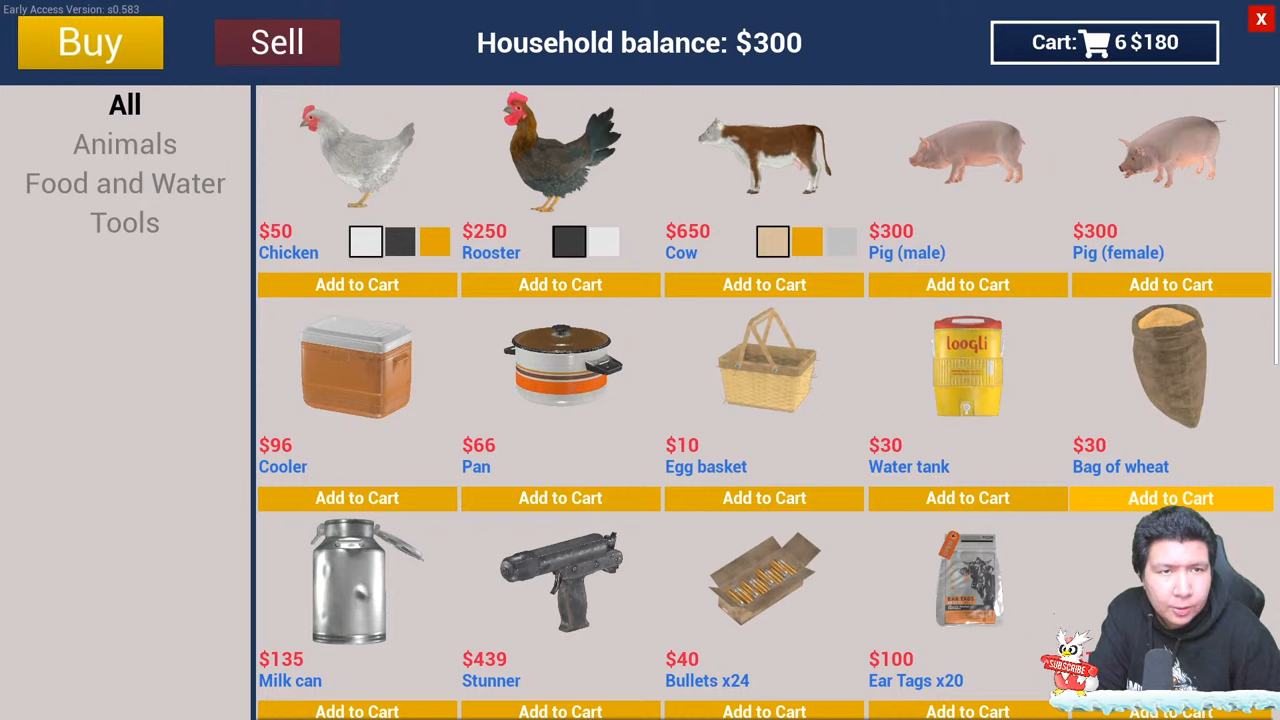 Early Access Version: s0.583
Buy
Sell
Household balance: $300
Cart: 6 $180
X
All
Animals
Food and Water
Tools
$50
Chicken
$250
Rooster
$650
Cow
$300
Pig (male)
$300
Pig (female)
Add to Cart
Add to Cart
Add to Cart
Add to Cart
Add to Cart
loogli
$96
Cooler
$66
Pan
$10
Egg basket
$30
Water tank
$30
Bag of wheat
Add to Cart
Add to Cart
Add to Cart
Add to Cart
Add to Cart
EAR TAGS
$135
Milk can
$439
Stunner
$40
Bullets x24
$100
Ear Tags x20
SUBSCRIBE
Add to Cart
Add to Cart
Add to Cart
Add to Cart
Add to Cart